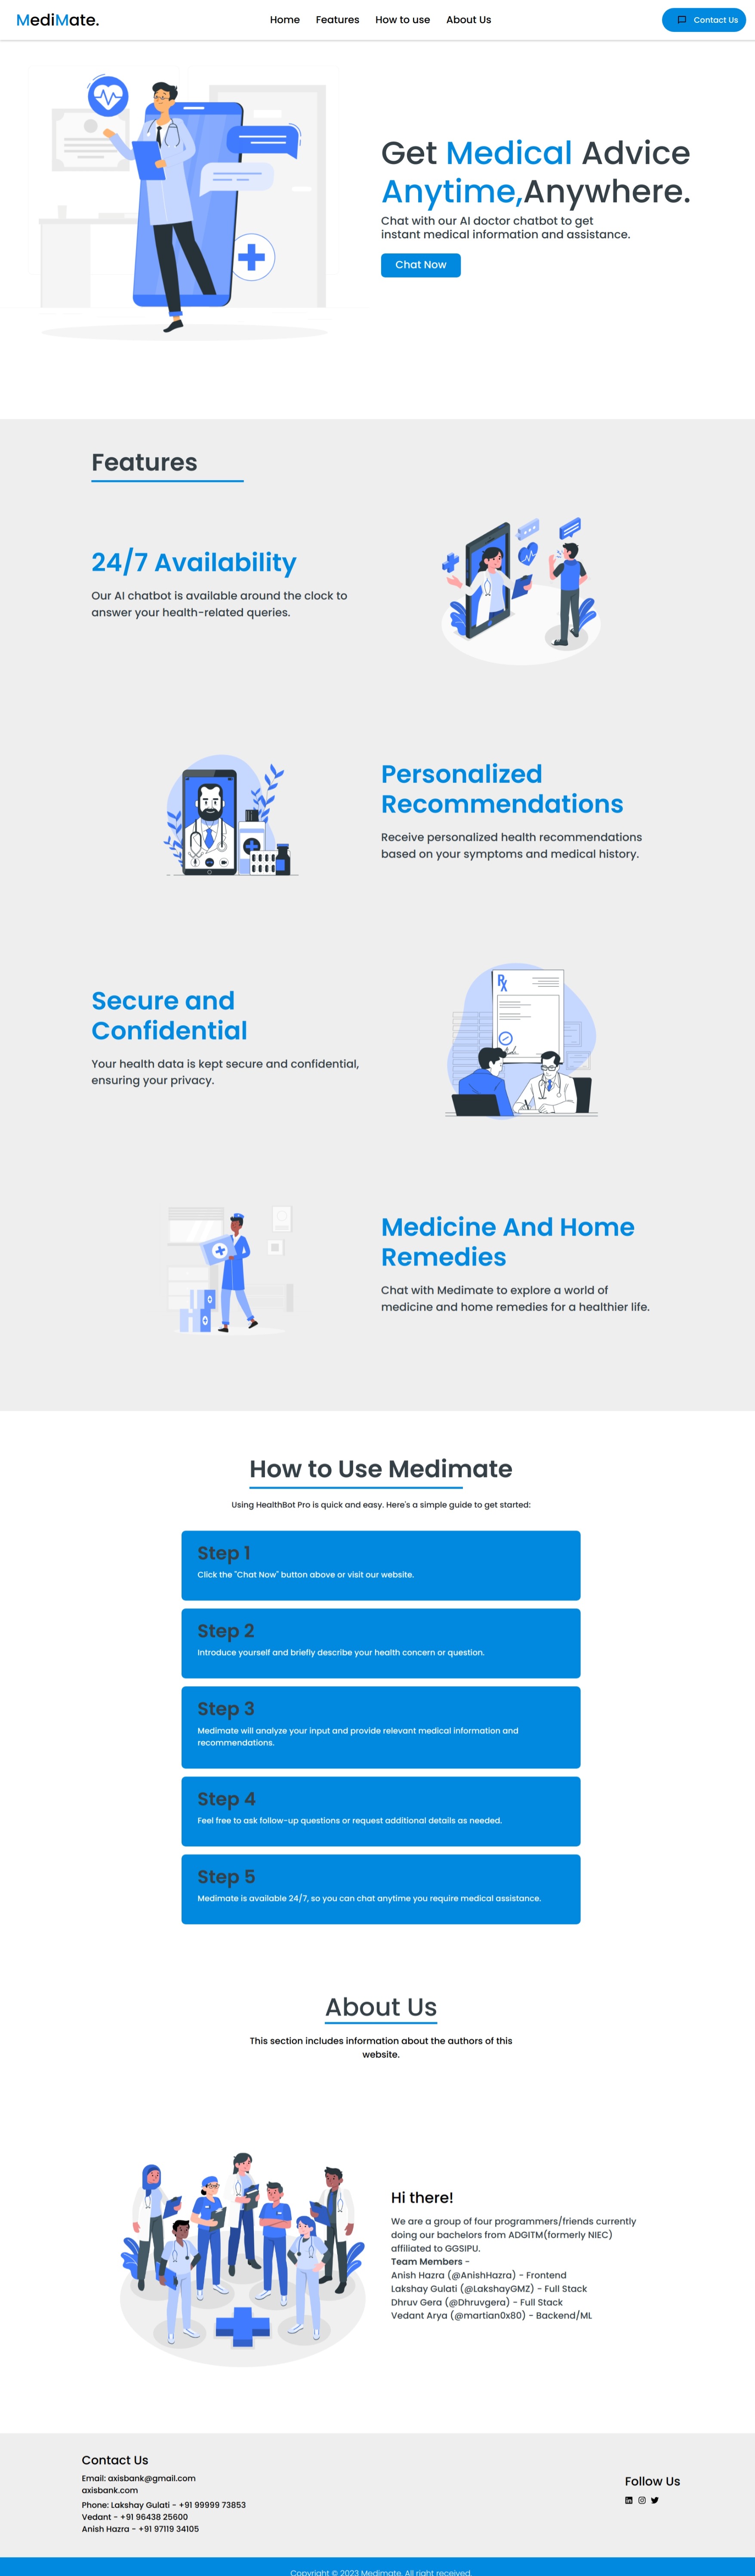 MediMate.
Home Features How to use About Us
Contact Us
Get Medical Advice
Anytime,Anywhere.
Chat with our AI doctor chatbot to get
instant medical information and assistance.
Chat Now
Features
24/7 Availability
Our AI chatbot is available around the clock to
answer your health-related queries.
Personalized
Recommendations
Receive personalized health recommendations
based on your symptoms and medical history.
Secure and
Confidential
Your health data is kept secure and confidential,
ensuring your privacy.
Rx
Medicine And Home
Remedies
Chat with Medimate to explore a world of
medicine and home remedies for a healthier life.
How to Use Medimate
Using HealthBot Pro is quick and easy. Here's a simple guide to get started:
Step 1
Click the "Chat Now" button above or visit our website.
Step 2
Introduce yourself and briefly describe your health concern or question.
Step 3
Medimate will analyze your input and provide relevant medical information and
recommendations.
Step 4
Feel free to ask follow-up questions or request additional details as needed.
Step 5
Medimate is available 24/7, so you can chat anytime you require medical assistance.
About Us
This section includes information about the authors of this
website.
Hi there!
We are a group of four programmers/friends currently
doing our bachelors from ADGITM(formerly NIEC)
affiliated to GGSIPU.
Team Members -
Anish Hazra (@AnishHazra) - Frontend
Lakshay Gulati (@LakshayGMZ) - Full Stack
Dhruv Gera (@Dhruvgera) - Full Stack
Vedant Arya (@martian0x80) - Backend/ML
Contact Us
Email: axisbank@gmail.com
axisbank.com
Phone: Lakshay Gulati - +91 99999 73853
Vedant - +91 96438 25600
Anish Hazra - +91 97119 34105
Follow Us
Copyright © 2023 Medimate. All right received.